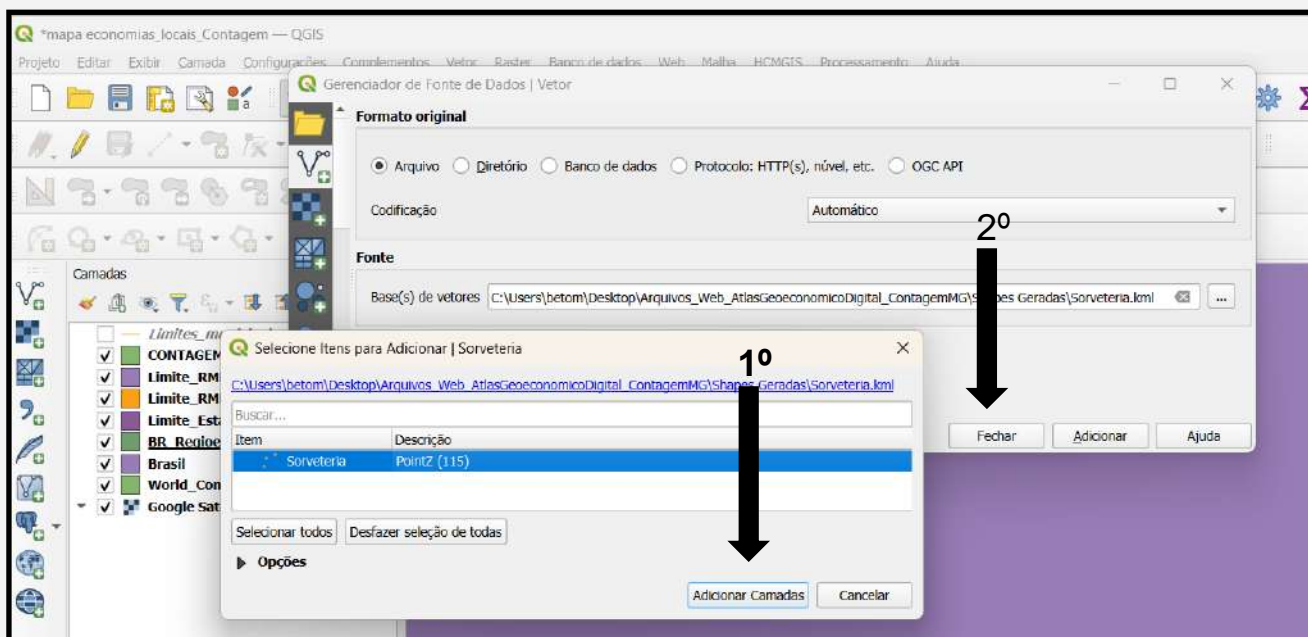 *mapa economias_locais_Contagem — QGIS
Projeto Editar Exibir Camada Configurações Complementos Vetor Raster Banco de dados Web Malha HCMGIS Processamento Ajuda
Gerenciador de Fonte de Dados | Vetor
Formato original
Arquivo Diretório Banco de dados Protocolo: HTTP(s), núvel, etc. OGC API
Codificação Automático
2º
Fonte
Base(s) de vetores C:\Users\betom\Desktop\Arquivos_Web_AtlasGeoeconomicoDigital_ContagemMG\Shapes Geradas\Sorveteria.kml ...
Camadas
CONTAGEM
Limite_RM
Limite_RM
Limite_Est
BR_Regioe
Brasil
World_Con
Google Sat
Selecione Itens para Adicionar | Sorveteria
1º
C:\Users\betom\Desktop\Arquivos_Web_AtlasGeoeconomicoDigital_ContagemMG\Shapes Geradas\Sorveteria.kml
Buscar...
Item Descrição
Sorveteria PointZ (115)
Selecionar todos Desfazer seleção de todas
Opções
Adicionar Camadas Cancelar
Fechar Adicionar Ajuda